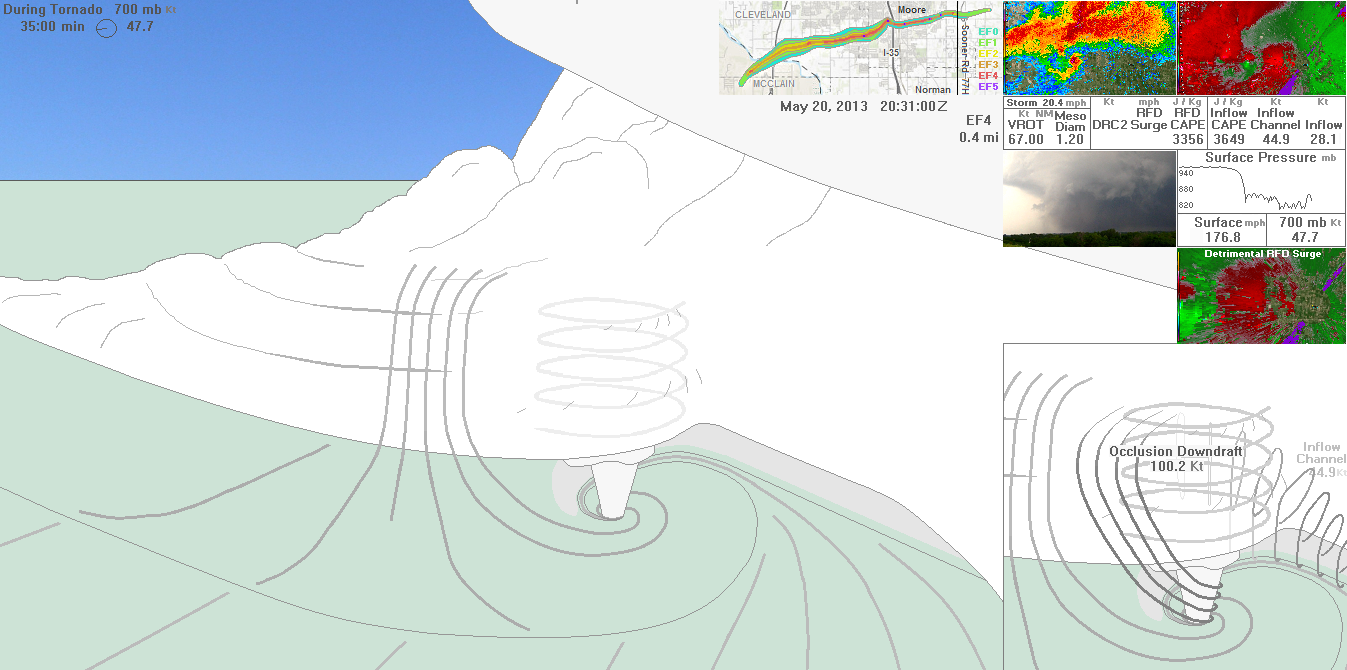 During Tornado 700 mb Kt
35:00 min 47.7
CLEVELAND
Moore
I-35
Sooner-Rd-77H
MCCLAIN
Norman
EF0
EF1
EF2
EF3
EF4
EF5
May 20, 2013 20:31:00Z
EF4
0.4 mi
Storm 20.4 mph
Kt NM
VROT Meso Diam
67.00 1.20
Kt mph J / Kg
DRC2 RFD Surge RFD CAPE
3356
J / Kg Kt Kt
Inflow CAPE Inflow Channel Inflow
3649 44.9 28.1
Surface Pressure mb
940
880
820
Surface mph 700 mb Kt
176.8 47.7
Detrimental RFD Surge
Occlusion Downdraft
100.2 Kt
Inflow
Channel
44.9 Kt